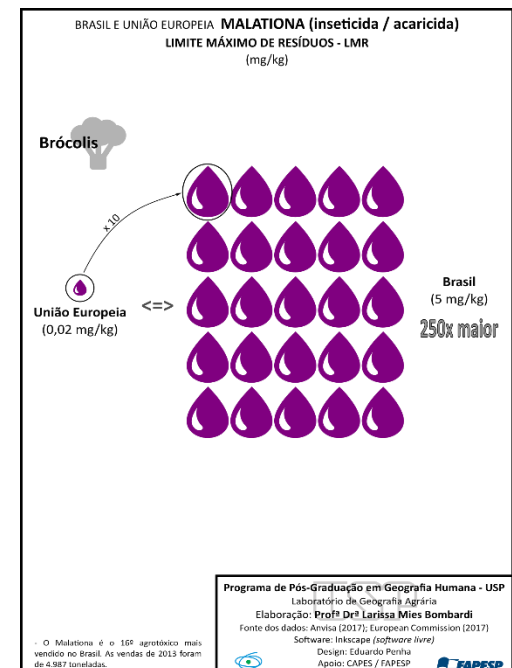 BRASIL E UNIÃO EUROPEIA MALATIONA (inseticida / acaricida)
LIMITE MÁXIMO DE RESÍDUOS - LMR
(mg/kg)
Brócolis
x 10
União Europeia
(0,02 mg/kg)
<=>
Brasil
(5 mg/kg)
250x maior
- O Malationa é o 16º agrotóxico mais
vendido no Brasil. As vendas de 2013 foram
de 4.987 toneladas.
Programa de Pós-Graduação em Geografia Humana - USP
Laboratório de Geografia Agrária
Elaboração: Profª Drª Larissa Mies Bombardi
Fonte dos dados: Anvisa (2017); European Commission (2017)
Software: Inkscape (software livre)
Design: Eduardo Penha
Apoio: CAPES / FAPESP
USP
FAPESP